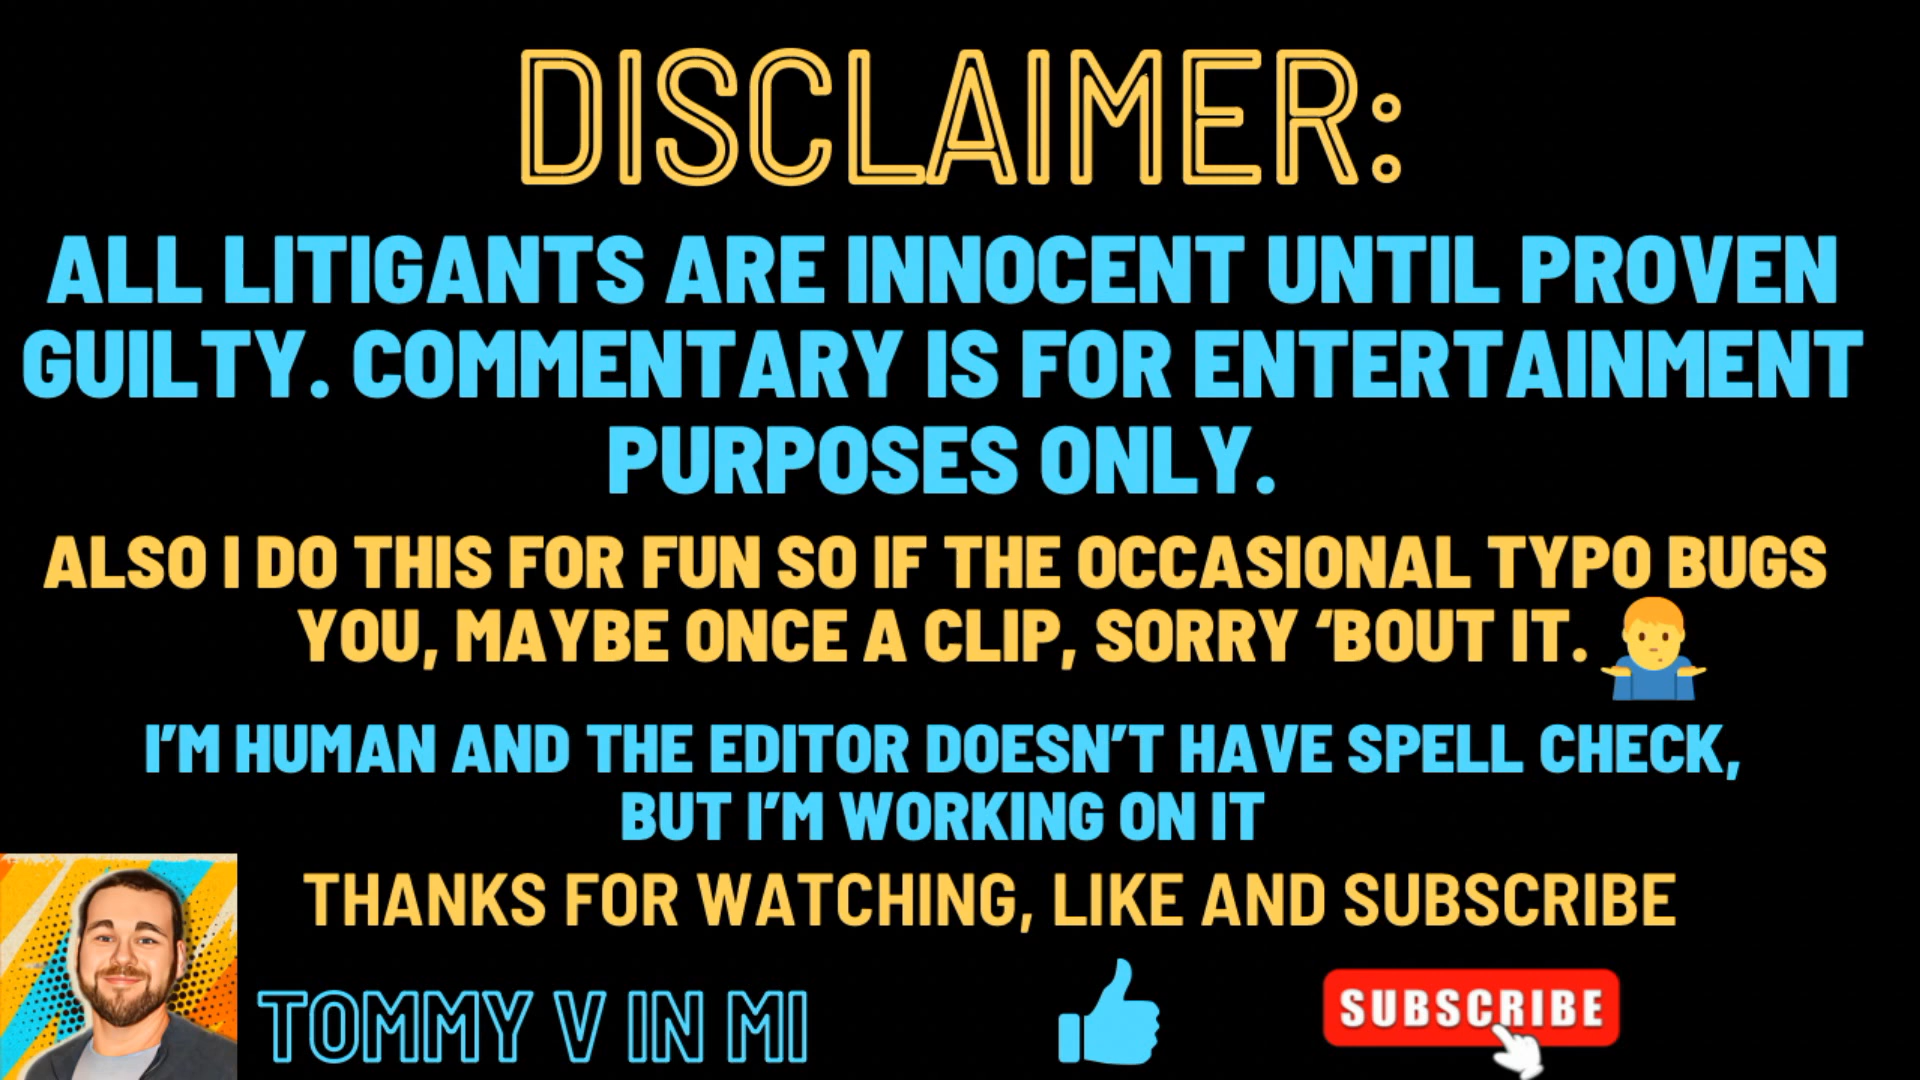 DISCLAIMER:
ALL LITIGANTS ARE INNOCENT UNTIL PROVEN
GUILTY. COMMENTARY IS FOR ENTERTAINMENT
PURPOSES ONLY.
ALSO I DO THIS FOR FUN SO IF THE OCCASIONAL TYPO BUGS
YOU, MAYBE ONCE A CLIP, SORRY ‘BOUT IT.
I’M HUMAN AND THE EDITOR DOESN’T HAVE SPELL CHECK,
BUT I’M WORKING ON IT
THANKS FOR WATCHING, LIKE AND SUBSCRIBE
TOMMY V IN MI
SUBSCRIBE